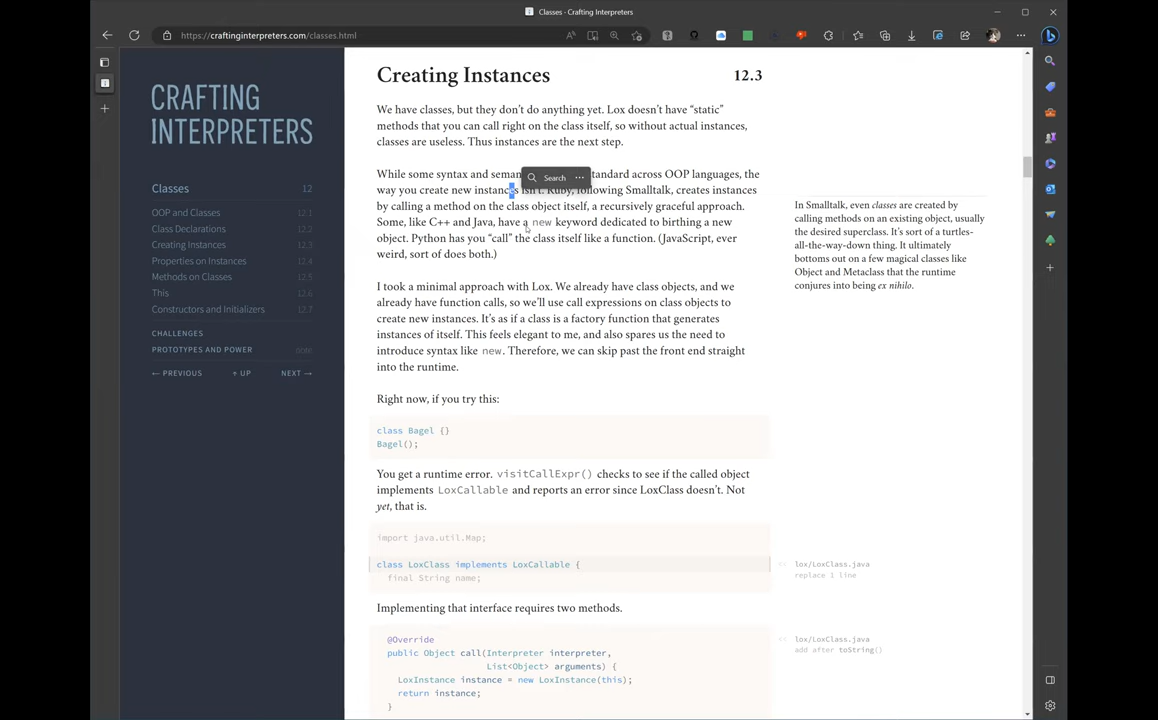 Classes - Crafting Interpreters
https://craftinginterpreters.com/classes.html
CRAFTING
INTERPRETERS
Classes 12
OOP and Classes 12.1
Class Declarations 12.2
Creating Instances 12.3
Properties on Instances 12.4
Methods on Classes 12.5
This 12.6
Constructors and Initializers 12.7
CHALLENGES
PROTOTYPES AND POWER NOTE
← PREVIOUS ↑ UP NEXT →
Creating Instances 12.3
We have classes, but they don’t do anything yet. Lox doesn’t have “static”
methods that you can call right on the class itself, so without actual instances,
classes are useless. Thus instances are the next step.
Search
While some syntax and seman tandard across OOP languages, the
way you create new instances isn’t. Ruby, following Smalltalk, creates instances
by calling a method on the class object itself, a recursively graceful approach.
Some, like C++ and Java, have a new keyword dedicated to birthing a new
object. Python has you “call” the class itself like a function. (JavaScript, ever
weird, sort of does both.)
In Smalltalk, even classes are created by
calling methods on an existing object, usually
the desired superclass. It’s sort of a turtles-
all-the-way-down thing. It ultimately
bottoms out on a few magical classes like
Object and Metaclass that the runtime
conjures into being ex nihilo.
I took a minimal approach with Lox. We already have class objects, and we
already have function calls, so we’ll use call expressions on class objects to
create new instances. It’s as if a class is a factory function that generates
instances of itself. This feels elegant to me, and also spares us the need to
introduce syntax like new. Therefore, we can skip past the front end straight
into the runtime.
Right now, if you try this:
class Bagel {}
Bagel();
You get a runtime error. visitCallExpr() checks to see if the called object
implements LoxCallable and reports an error since LoxClass doesn’t. Not
yet, that is.
import java.util.Map;
class LoxClass implements LoxCallable {
final String name;
lox/LoxClass.java
replace 1 line
Implementing that interface requires two methods.
@Override
public Object call(Interpreter interpreter,
List<Object> arguments) {
LoxInstance instance = new LoxInstance(this);
return instance;
}
lox/LoxClass.java
add after toString()